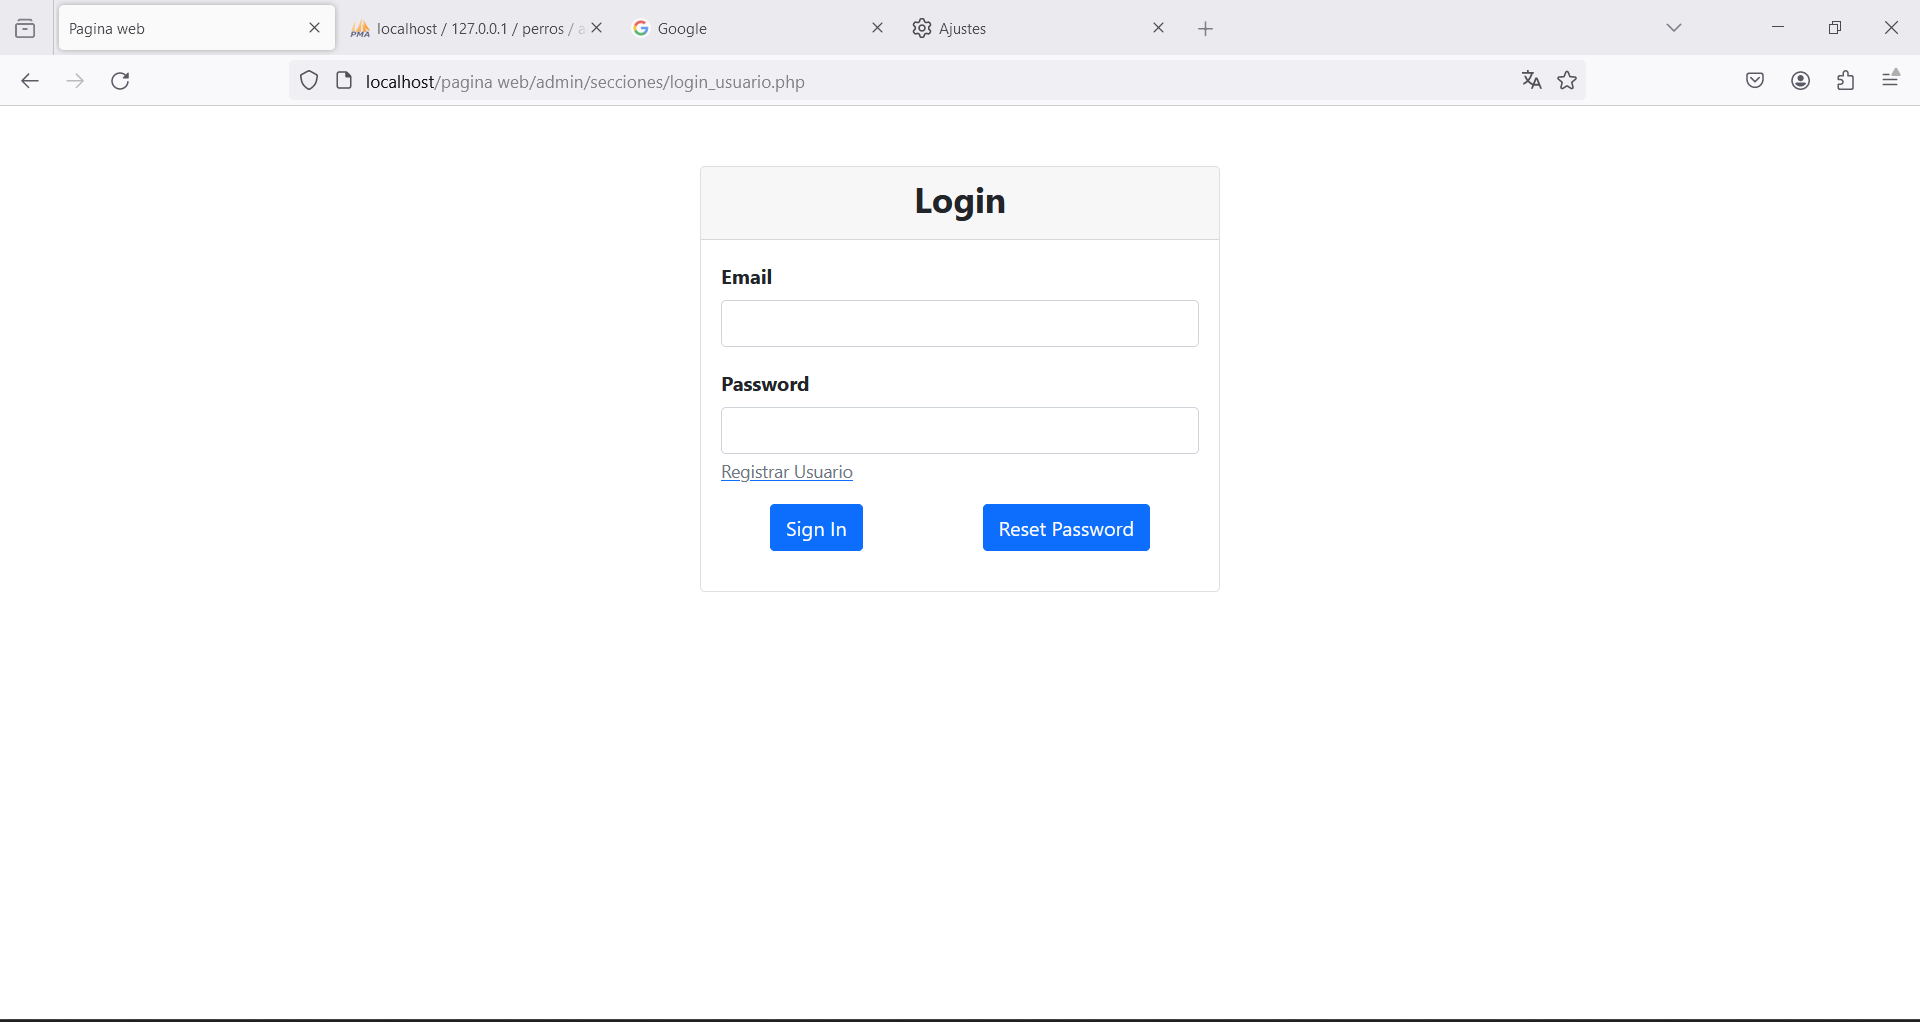 Pagina web
localhost / 127.0.0.1 / perros / a
Google
Ajustes
localhost/pagina web/admin/secciones/login_usuario.php
Login
Email
Password
Registrar Usuario
Sign In
Reset Password